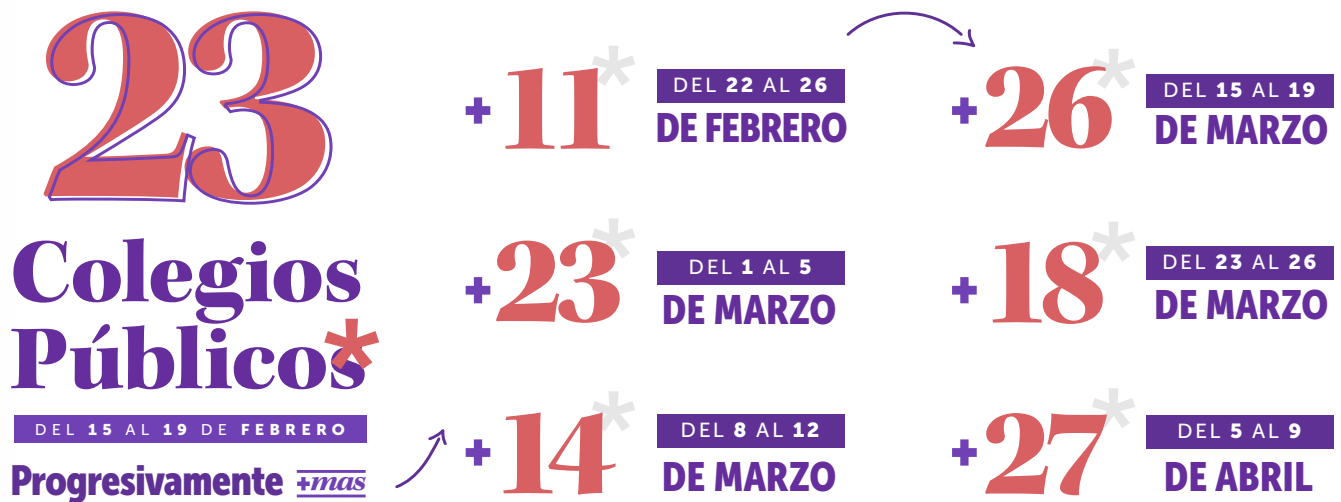 23
Colegios
Públicos*
DEL 15 AL 19 DE FEBRERO
Progresivamente +mas
+ 11*
DEL 22 AL 26
DE FEBRERO
+ 23*
DEL 1 AL 5
DE MARZO
+ 14*
DEL 8 AL 12
DE MARZO
+ 26*
DEL 15 AL 19
DE MARZO
+ 18*
DEL 23 AL 26
DE MARZO
+ 27*
DEL 5 AL 9
DE ABRIL